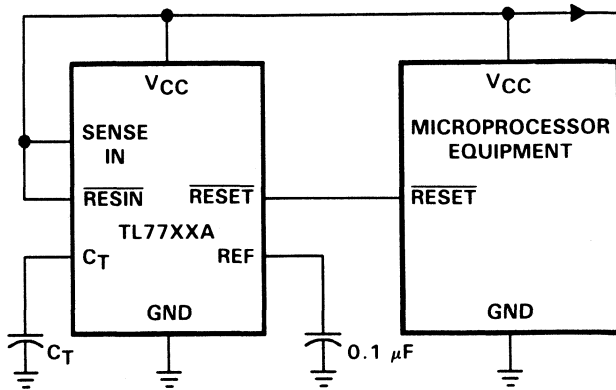 VCC
SENSE
IN
RESIN
RESET
TL77XXA
CT
REF
GND
CT
0.1 μF
VCC
MICROPROCESSOR
EQUIPMENT
RESET
GND